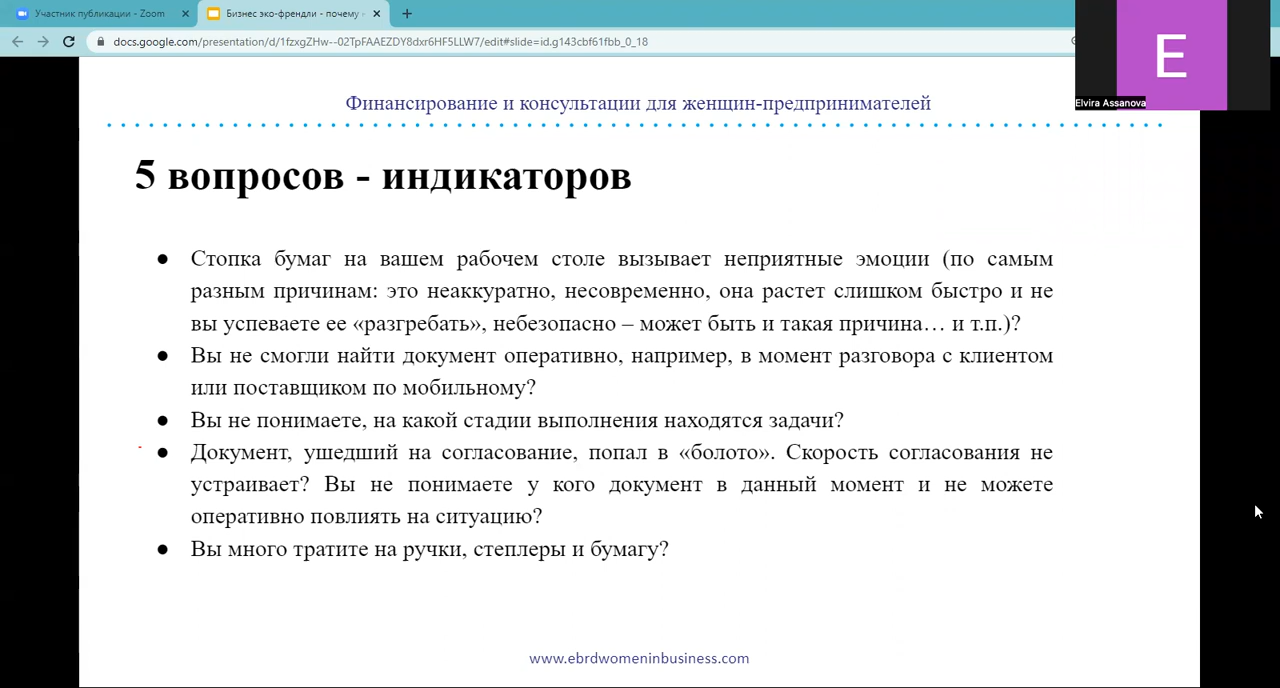 Участник публикации - Zoom
Бизнес эко-френдли - почему -
docs.google.com/presentation/d/1fzxgZHw--02TpFAAEZDY8dxr6HF5LLW7/edit#slide=id.g143cbf61fbb_0_18
E
Elvira Assanova
Финансирование и консультации для женщин-предпринимателей
5 вопросов - индикаторов
● Стопка бумаг на вашем рабочем столе вызывает неприятные эмоции (по самым
разным причинам: это неаккуратно, несовременно, она растет слишком быстро и не
вы успеваете ее «разгребать», небезопасно – может быть и такая причина… и т.п.)?
● Вы не смогли найти документ оперативно, например, в момент разговора с клиентом
или поставщиком по мобильному?
● Вы не понимаете, на какой стадии выполнения находятся задачи?
● Документ, ушедший на согласование, попал в «болото». Скорость согласования не
устраивает? Вы не понимаете у кого документ в данный момент и не можете
оперативно повлиять на ситуацию?
● Вы много тратите на ручки, степлеры и бумагу?
www.ebrdwomeninbusiness.com